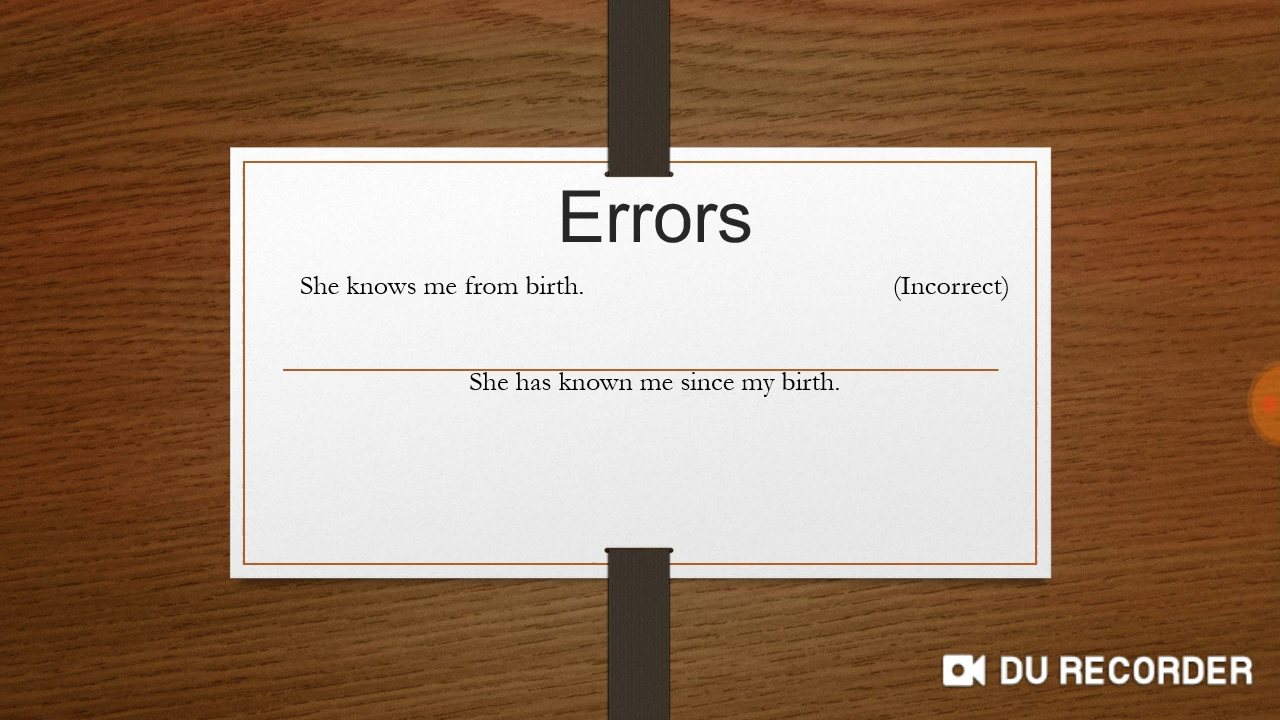 Errors
She knows me from birth. (Incorrect)
She has known me since my birth.
DU RECORDER